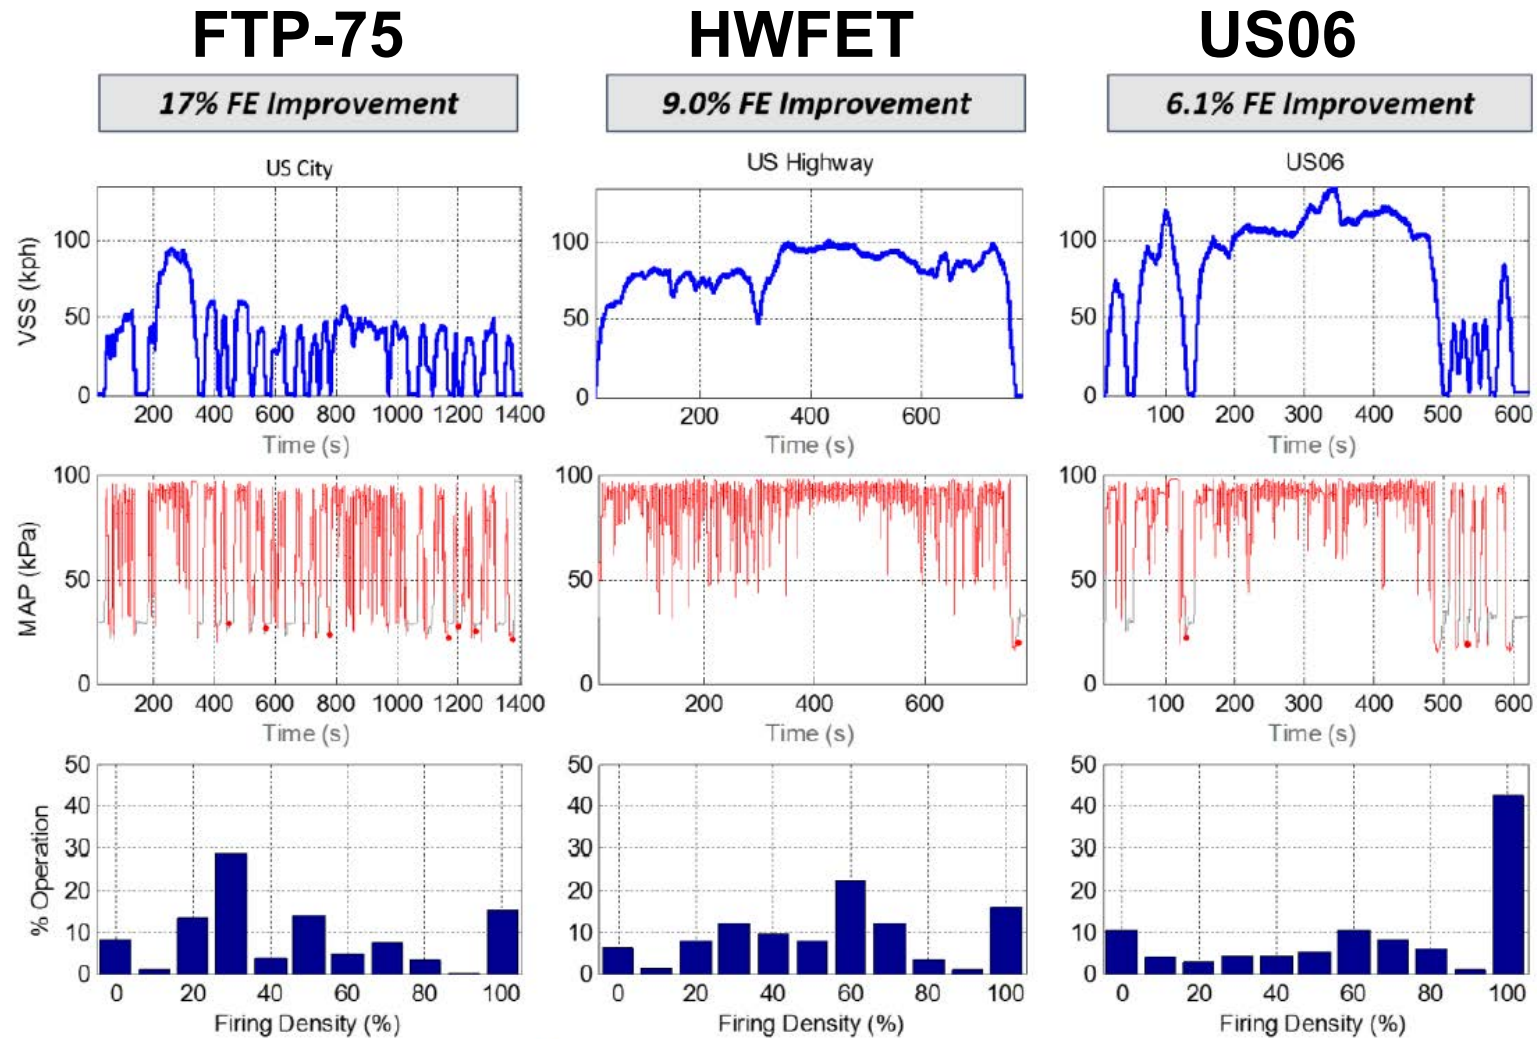 FTP-75 HWFET US06
17% FE Improvement 9.0% FE Improvement 6.1% FE Improvement
US City US Highway US06
VSS (kph)
100
50
0
200 400 600 800 1000 1200 1400
Time (s)
100
50
0
200 400 600
Time (s)
100
50
0
100 200 300 400 500 600
Time (s)
MAP (kPa)
100
50
0
200 400 600 800 1000 1200 1400
Time (s)
100
50
0
200 400 600
Time (s)
100
50
0
100 200 300 400 500 600
Time (s)
% Operation
50
40
30
20
10
0
0 20 40 60 80 100
Firing Density (%)
50
40
30
20
10
0
0 20 40 60 80 100
Firing Density (%)
50
40
30
20
10
0
0 20 40 60 80 100
Firing Density (%)